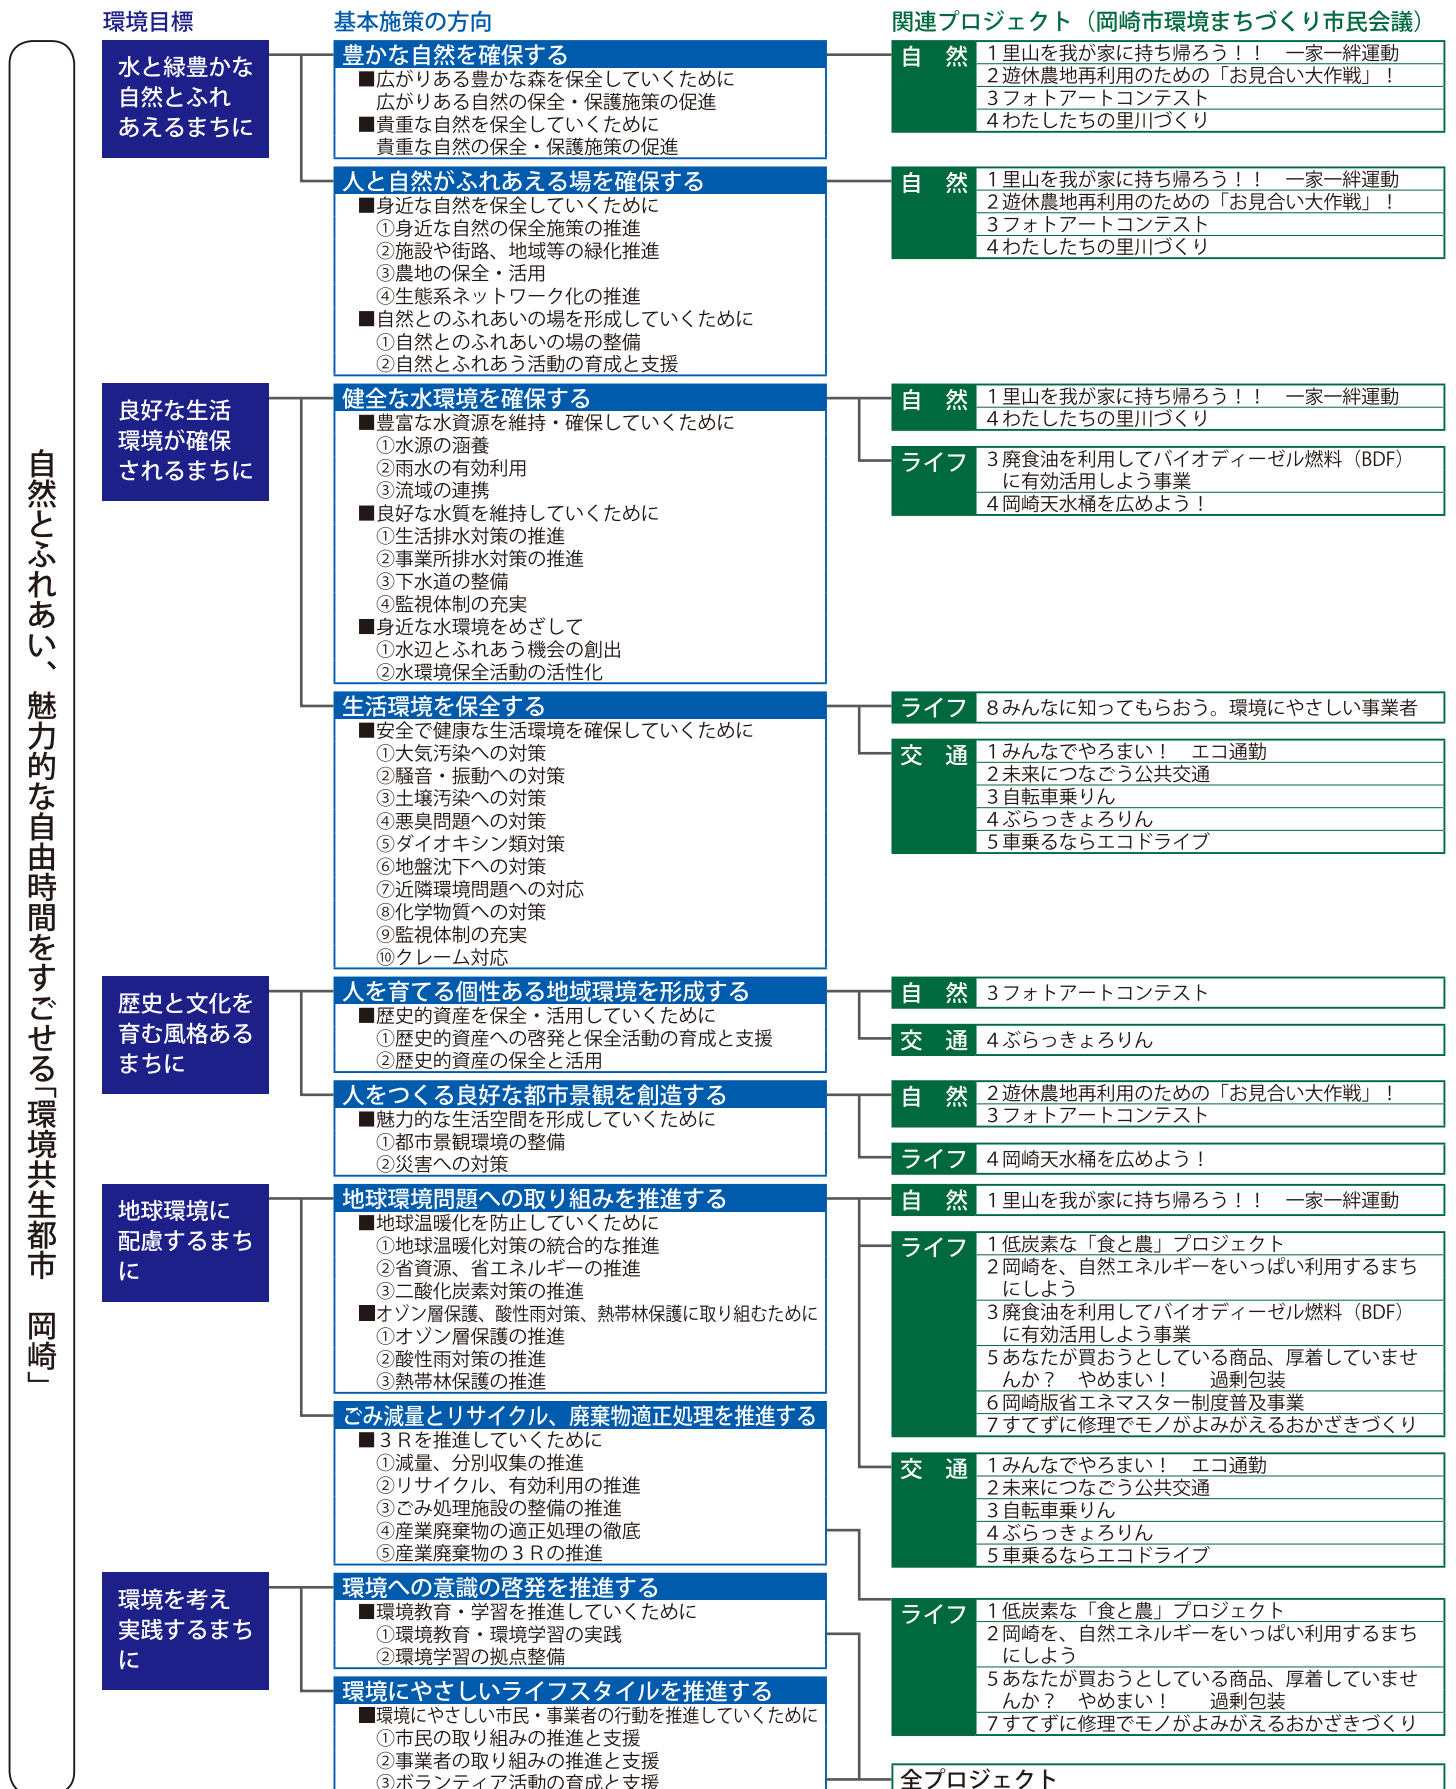 環境目標
基本施策の方向
関連プロジェクト（岡崎市環境まちづくり市民会議）
自然とふれあい、魅力的な自由時間をすごせる「環境共生都市　岡崎」
水と緑豊かな
自然とふれ
あえるまちに
豊かな自然を確保する
■広がりある豊かな森を保全していくために
広がりある自然の保全・保護施策の促進
■貴重な自然を保全していくために
貴重な自然の保全・保護施策の促進
自　然
1 里山を我が家に持ち帰ろう！！　一家一絆運動
2 遊休農地再利用のための「お見合い大作戦」！
3 フォトアートコンテスト
4 わたしたちの里川づくり
人と自然がふれあえる場を確保する
■身近な自然を保全していくために
①身近な自然の保全施策の推進
②施設や街路、地域等の緑化推進
③農地の保全・活用
④生態系ネットワーク化の推進
■自然とのふれあいの場を形成していくために
①自然とのふれあいの場の整備
②自然とふれあう活動の育成と支援
自　然
1 里山を我が家に持ち帰ろう！！　一家一絆運動
2 遊休農地再利用のための「お見合い大作戦」！
3 フォトアートコンテスト
4 わたしたちの里川づくり
良好な生活
環境が確保
されるまちに
健全な水環境を確保する
■豊富な水資源を維持・確保していくために
①水源の涵養
②雨水の有効利用
③流域の連携
■良好な水質を維持していくために
①生活排水対策の推進
②事業所排水対策の推進
③下水道の整備
④監視体制の充実
■身近な水環境をめざして
①水辺とふれあう機会の創出
②水環境保全活動の活性化
自　然
1 里山を我が家に持ち帰ろう！！　一家一絆運動
4 わたしたちの里川づくり
ライフ
3 廃食油を利用してバイオディーゼル燃料（BDF）
に有効活用しよう事業
4 岡崎天水桶を広めよう！
生活環境を保全する
■安全で健康な生活環境を確保していくために
①大気汚染への対策
②騒音・振動への対策
③土壌汚染への対策
④悪臭問題への対策
⑤ダイオキシン類対策
⑥地盤沈下への対策
⑦近隣環境問題への対応
⑧化学物質への対策
⑨監視体制の充実
⑩クレーム対応
ライフ
8 みんなに知ってもらおう。環境にやさしい事業者
交　通
1 みんなでやろまい！　エコ通勤
2 未来につなごう公共交通
3 自転車乗りん
4 ぶらっきょろりん
5 車乗るならエコドライブ
歴史と文化を
育む風格ある
まちに
人を育てる個性ある地域環境を形成する
■歴史的資産を保全・活用していくために
①歴史的資産への啓発と保全活動の育成と支援
②歴史的資産の保全と活用
自　然
3 フォトアートコンテスト
交　通
4 ぶらっきょろりん
人をつくる良好な都市景観を創造する
■魅力的な生活空間を形成していくために
①都市景観環境の整備
②災害への対策
自　然
2 遊休農地再利用のための「お見合い大作戦」！
3 フォトアートコンテスト
ライフ
4 岡崎天水桶を広めよう！
地球環境に
配慮するまち
に
地球環境問題への取り組みを推進する
■地球温暖化を防止していくために
①地球温暖化対策の統合的な推進
②省資源、省エネルギーの推進
③二酸化炭素対策の推進
■オゾン層保護、酸性雨対策、熱帯林保護に取り組むために
①オゾン層保護の推進
②酸性雨対策の推進
③熱帯林保護の推進
自　然
1 里山を我が家に持ち帰ろう！！　一家一絆運動
ライフ
1 低炭素な「食と農」プロジェクト
2 岡崎を、自然エネルギーをいっぱい利用するまち
にしよう
3 廃食油を利用してバイオディーゼル燃料（BDF）
に有効活用しよう事業
5 あなたが買おうとしている商品、厚着していませ
んか？　やめまい！　　過剰包装
6 岡崎版省エネマスター制度普及事業
7 すてずに修理でモノがよみがえるおかざきづくり
交　通
1 みんなでやろまい！　エコ通勤
2 未来につなごう公共交通
3 自転車乗りん
4 ぶらっきょろりん
5 車乗るならエコドライブ
ごみ減量とリサイクル、廃棄物適正処理を推進する
■３Ｒを推進していくために
①減量、分別収集の推進
②リサイクル、有効利用の推進
③ごみ処理施設の整備の推進
④産業廃棄物の適正処理の徹底
⑤産業廃棄物の３Ｒの推進
ライフ
1 低炭素な「食と農」プロジェクト
2 岡崎を、自然エネルギーをいっぱい利用するまち
にしよう
5 あなたが買おうとしている商品、厚着していませ
んか？　やめまい！　　過剰包装
7 すてずに修理でモノがよみがえるおかざきづくり
環境を考え
実践するまち
に
環境への意識の啓発を推進する
■環境教育・学習を推進していくために
①環境教育・環境学習の実践
②環境学習の拠点整備
環境にやさしいライフスタイルを推進する
■環境にやさしい市民・事業者の行動を推進していくために
①市民の取り組みの推進と支援
②事業者の取り組みの推進と支援
③ボランティア活動の育成と支援
全プロジェクト